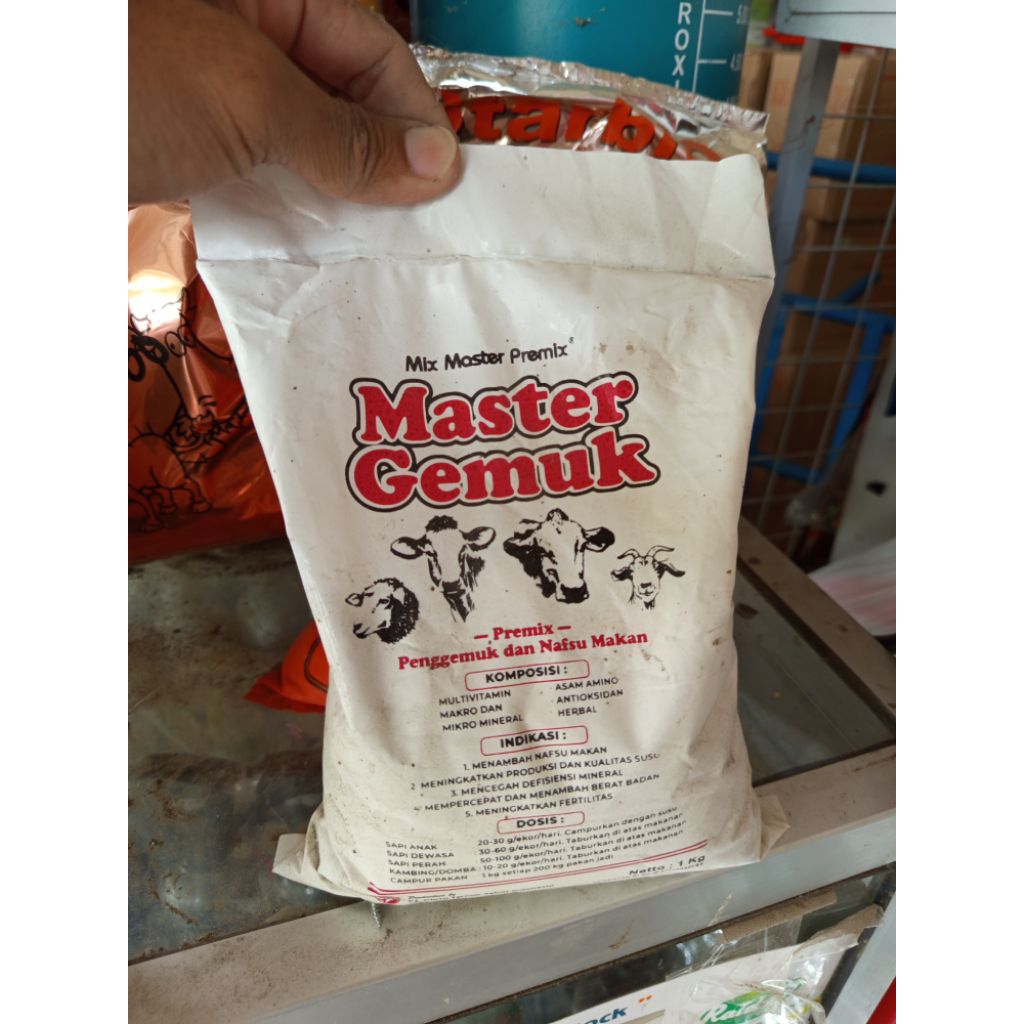 ROXI
itarb
Mix Master Premix®
Master
Gemuk
— Premix —
Penggemuk dan Nafsu Makan
KOMPOSISI :
MULTIVITAMIN
MAKRO DAN
MIKRO MINERAL
ASAM AMINO
ANTIOKSIDAN
HERBAL
INDIKASI :
1. MENAMBAH NAFSU MAKAN
2 MENINGKATKAN PRODUKSI DAN KUALITAS SUSU
3. MENCEGAH DEFISIENSI MINERAL
4. MEMPERCEPAT DAN MENAMBAH BERAT BADAN
5. MENINGKATKAN FERTILITAS
DOSIS :
SAPI ANAK : 20-30 g/ekor/hari. Campurkan dengan susu
SAPI DEWASA : 30-60 g/ekor/hari. Taburkan di atas makanan
SAPI PERAH : 50-100 g/ekor/hari. Taburkan di atas makanan
KAMBING/DOMBA : 10-20 g/ekor/hari. Taburkan di atas makanan
CAMPUR PAKAN : 1 kg setiap 200 kg pakan jadi
Netto : 1 Kg
ock "